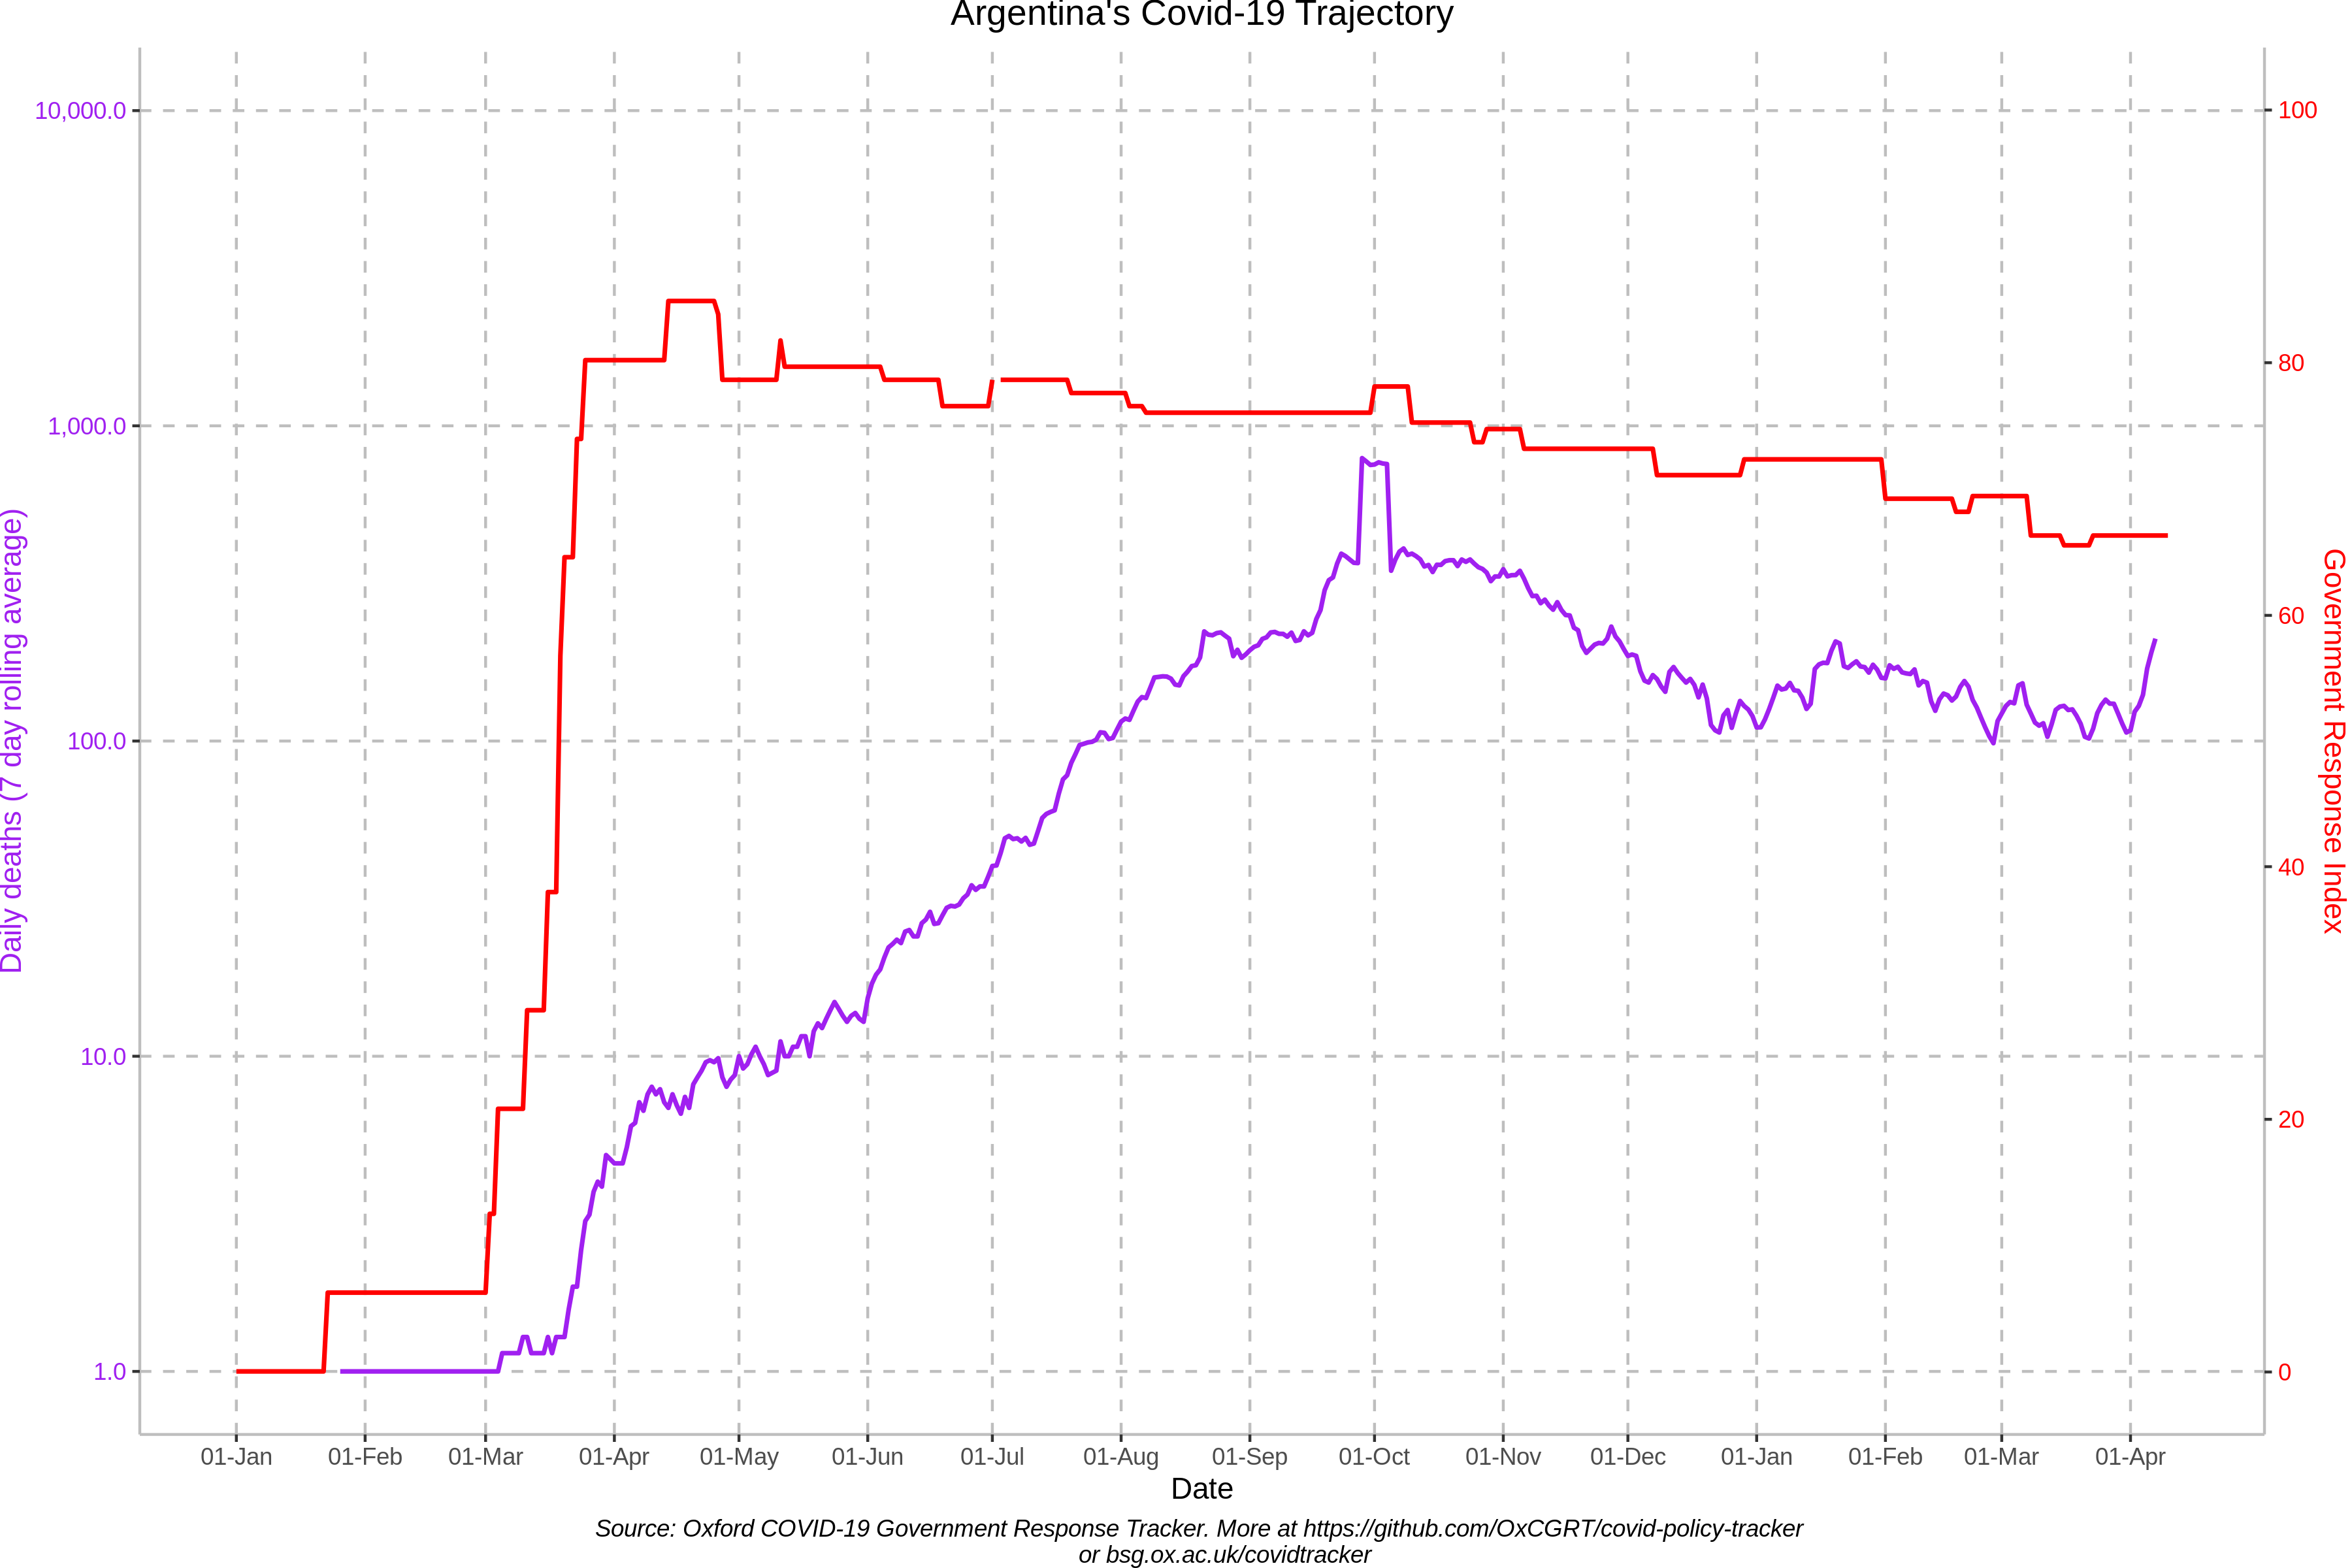 Argentina's Covid-19 Trajectory
10,000.0
1,000.0
100.0
10.0
1.0
Daily deaths (7 day rolling average)
100
80
60
40
20
0
Government Response Index
01-Jan 01-Feb 01-Mar 01-Apr 01-May 01-Jun 01-Jul 01-Aug 01-Sep 01-Oct 01-Nov 01-Dec 01-Jan 01-Feb 01-Mar 01-Apr
Date
Source: Oxford COVID-19 Government Response Tracker. More at https://github.com/OxCGRT/covid-policy-tracker
or bsg.ox.ac.uk/covidtracker